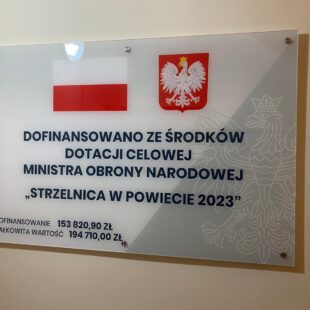 DOFINANSOWANO ZE ŚRODKÓW
DOTACJI CELOWEJ
MINISTRA OBRONY NARODOWEJ
„STRZELNICA W POWIECIE 2023”
OFINANSOWANIE 153 820,90 ZŁ
AŁKOWITA WARTOŚĆ 194 710,00 ZŁ